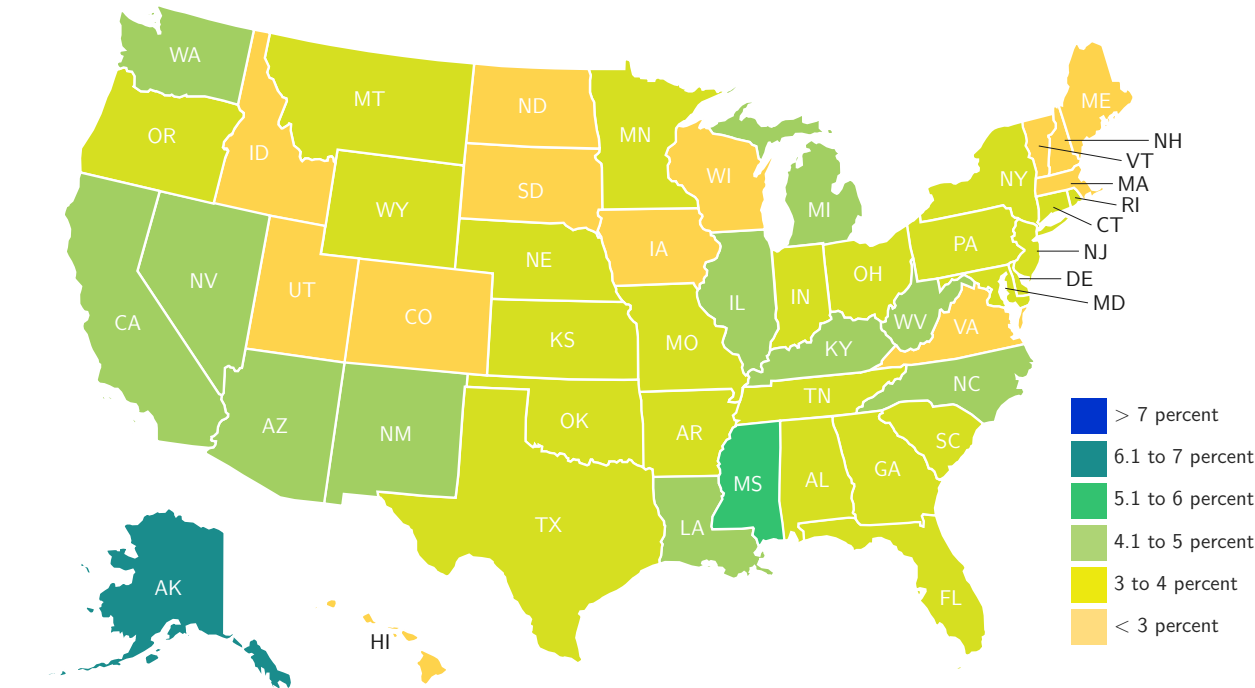 WA
MT
ND
MN
ME
OR
ID
NH
VT
WI
SD
NY
MA
WY
MI
RI
CT
PA
IA
NJ
NE
OH
NV
DE
UT
IN
IL
MD
CO
CA
WV
VA
KS
MO
KY
NC
TN
OK
AZ
NM
AR
SC
GA
MS
AL
TX
LA
AK
FL
HI
> 7 percent
6.1 to 7 percent
5.1 to 6 percent
4.1 to 5 percent
3 to 4 percent
< 3 percent